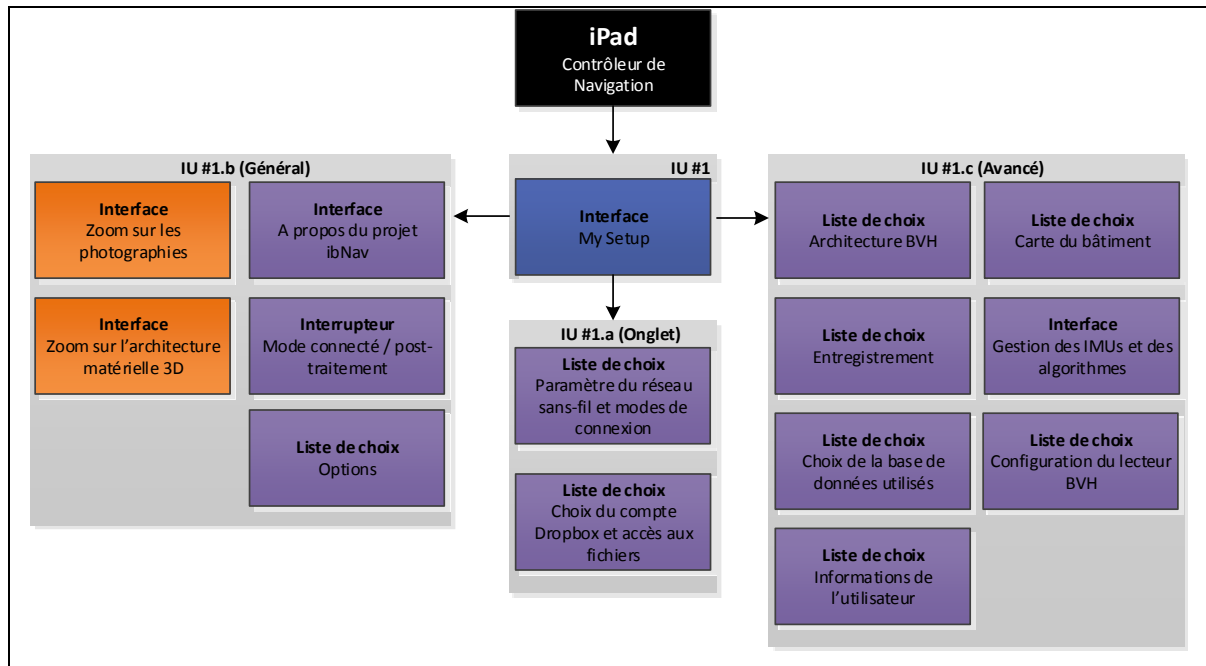 iPad
Contrôleur de
Navigation
IU #1.b (Général)
Interface
Zoom sur les
photographies
Interface
A propos du projet
ibNav
Interface
Zoom sur l'architecture
matérielle 3D
Interrupteur
Mode connecté / post-
traitement
Liste de choix
Options
IU #1
Interface
My Setup
IU #1.a (Onglet)
Liste de choix
Paramètre du réseau
sans-fil et modes de
connexion
Liste de choix
Choix du compte
Dropbox et accès aux
fichiers
IU #1.c (Avancé)
Liste de choix
Architecture BVH
Liste de choix
Carte du bâtiment
Liste de choix
Entregistrement
Interface
Gestion des IMUs et des
algorithmes
Liste de choix
Choix de la base de
données utilisés
Liste de choix
Configuration du lecteur
BVH
Liste de choix
Informations de
l'utilisateur